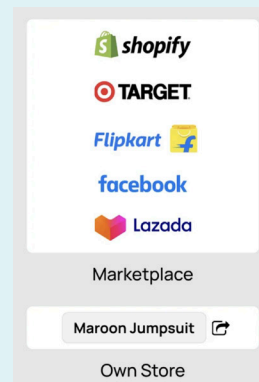 shopify
TARGET
Flipkart
facebook
Lazada
Marketplace
Maroon Jumpsuit
Own Store